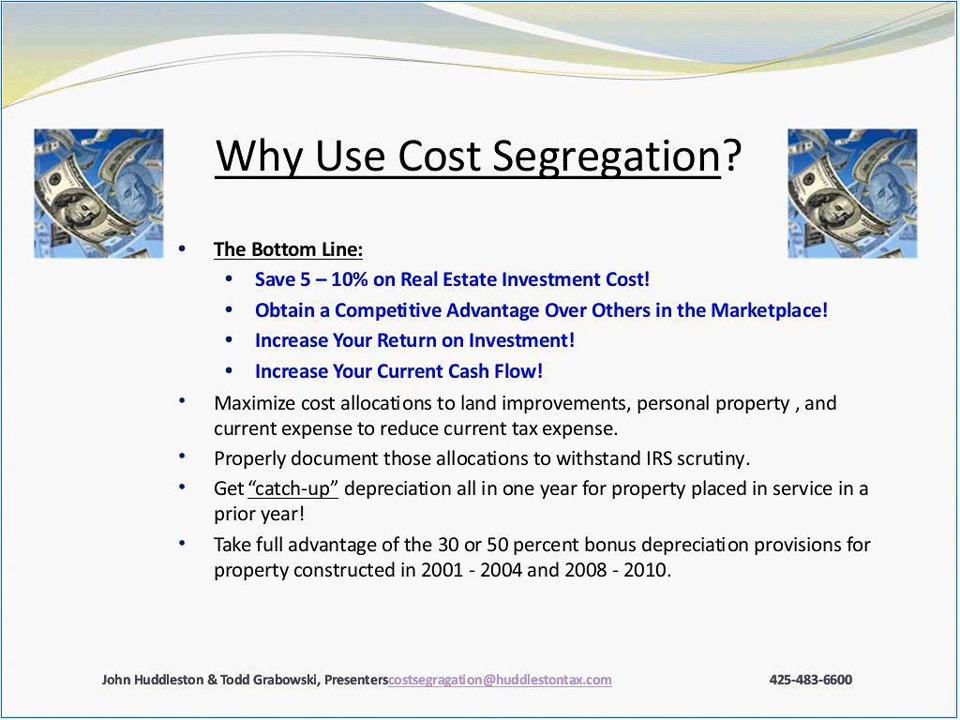 Why Use Cost Segregation?
• The Bottom Line:
• Save 5 – 10% on Real Estate Investment Cost!
• Obtain a Competitive Advantage Over Others in the Marketplace!
• Increase Your Return on Investment!
• Increase Your Current Cash Flow!
• Maximize cost allocations to land improvements, personal property , and
current expense to reduce current tax expense.
• Properly document those allocations to withstand IRS scrutiny.
• Get “catch-up” depreciation all in one year for property placed in service in a
prior year!
• Take full advantage of the 30 or 50 percent bonus depreciation provisions for
property constructed in 2001 - 2004 and 2008 - 2010.
John Huddleston & Todd Grabowski, Presenterscostsegragation@huddlestontax.com 425-483-6600